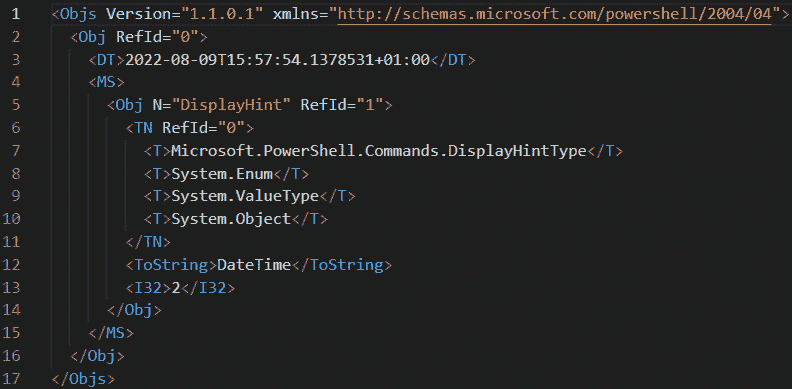 1 <Objs Version="1.1.0.1" xmlns="http://schemas.microsoft.com/powershell/2004/04">
2 <Obj RefId="0">
3 <DT>2022-08-09T15:57:54.1378531+01:00</DT>
4 <MS>
5 <Obj N="DisplayHint" RefId="1">
6 <TN RefId="0">
7 <T>Microsoft.PowerShell.Commands.DisplayHintType</T>
8 <T>System.Enum</T>
9 <T>System.ValueType</T>
10 <T>System.Object</T>
11 </TN>
12 <ToString>DateTime</ToString>
13 <I32>2</I32>
14 </Obj>
15 </MS>
16 </Obj>
17 </Objs>